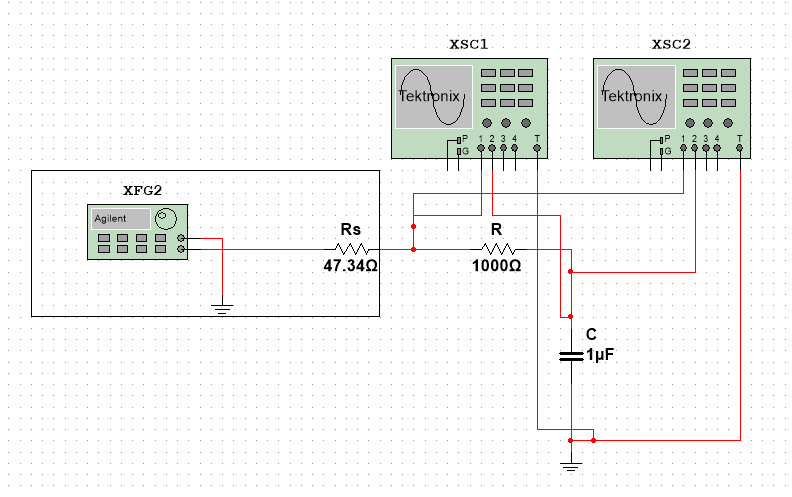 XSC1
XSC2
Tektronix
P
G
1 2 3 4 T
Tektronix
P
G
1 2 3 4 T
XFG2
Agilent
Rs
47.34Ω
R
1000Ω
C
1µF